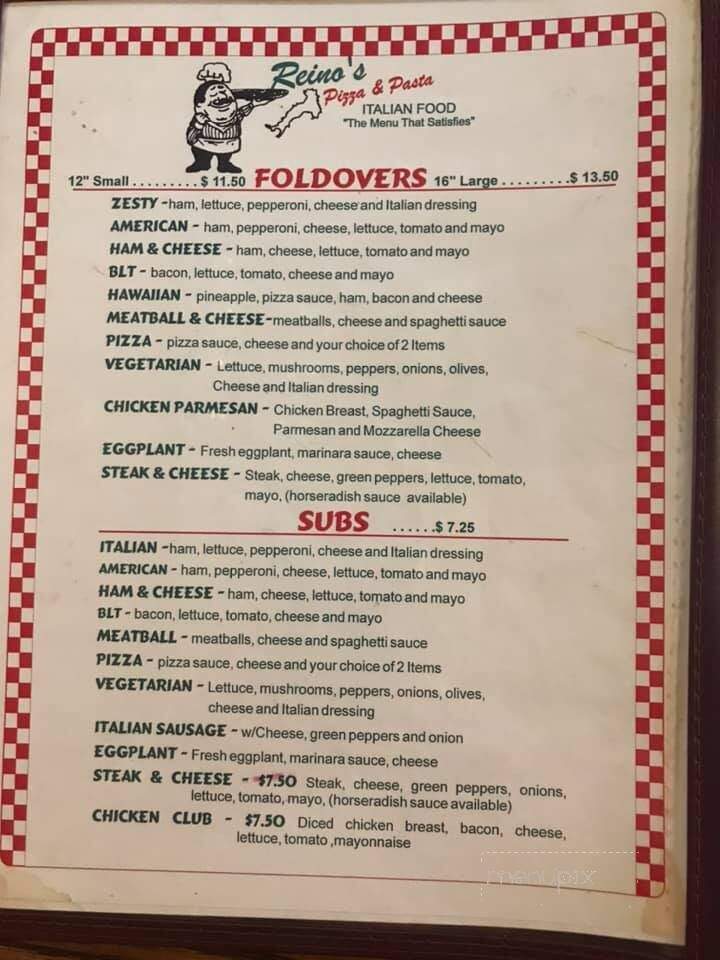 Reino's
Pizza & Pasta
ITALIAN FOOD
"The Menu That Satisfies"
12" Small . . . . . . . . . $ 11.50 FOLDOVERS 16" Large . . . . . . . . .$ 13.50
ZESTY -ham, lettuce, pepperoni, cheese and Italian dressing
AMERICAN - ham, pepperoni, cheese, lettuce, tomato and mayo
HAM & CHEESE - ham, cheese, lettuce, tomato and mayo
BLT - bacon, lettuce, tomato, cheese and mayo
HAWAIIAN - pineapple, pizza sauce, ham, bacon and cheese
MEATBALL & CHEESE-meatballs, cheese and spaghetti sauce
PIZZA - pizza sauce, cheese and your choice of 2 Items
VEGETARIAN - Lettuce, mushrooms, peppers, onions, olives,
Cheese and Italian dressing
CHICKEN PARMESAN - Chicken Breast, Spaghetti Sauce,
Parmesan and Mozzarella Cheese
EGGPLANT - Fresh eggplant, marinara sauce, cheese
STEAK & CHEESE - Steak, cheese, green peppers, lettuce, tomato,
mayo, (horseradish sauce available)
SUBS . . . . . .$ 7.25
ITALIAN -ham, lettuce, pepperoni, cheese and Italian dressing
AMERICAN - ham, pepperoni, cheese, lettuce, tomato and mayo
HAM & CHEESE - ham, cheese, lettuce, tomato and mayo
BLT - bacon, lettuce, tomato, cheese and mayo
MEATBALL - meatballs, cheese and spaghetti sauce
PIZZA - pizza sauce, cheese and your choice of 2 Items
VEGETARIAN - Lettuce, mushrooms, peppers, onions, olives,
cheese and Italian dressing
ITALIAN SAUSAGE - w/Cheese, green peppers and onion
EGGPLANT - Fresh eggplant, marinara sauce, cheese
STEAK & CHEESE - $7.50 Steak, cheese, green peppers, onions,
lettuce, tomato, mayo, (horseradish sauce available)
CHICKEN CLUB - $7.50 Diced chicken breast, bacon, cheese,
lettuce, tomato ,mayonnaise
menupix